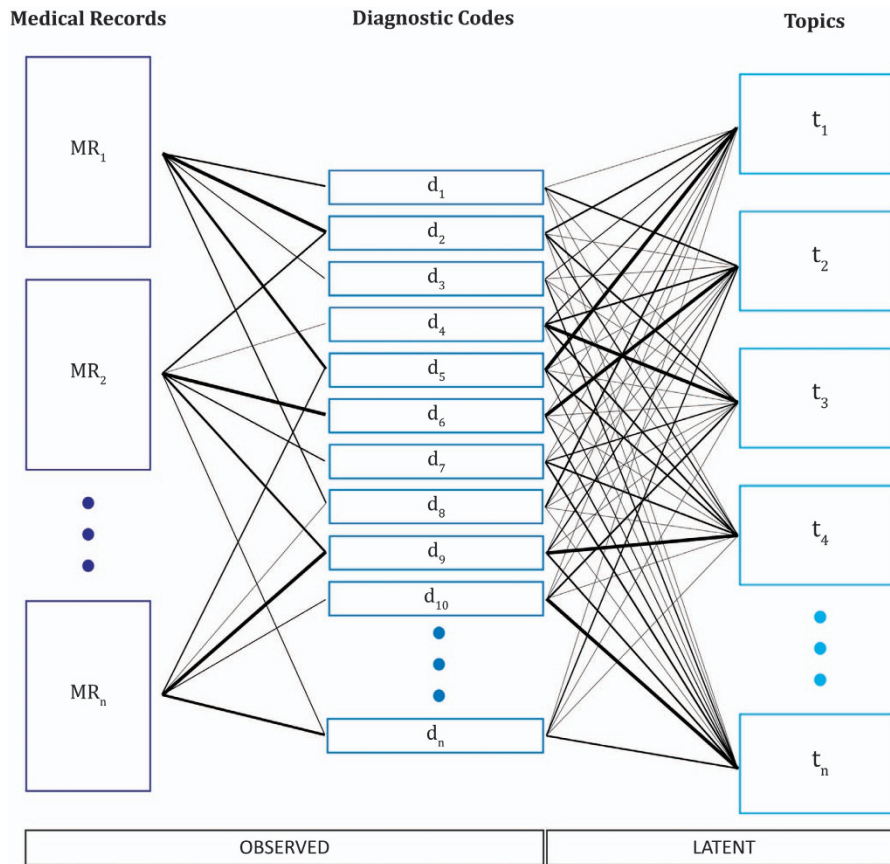 Medical Records
Diagnostic Codes
Topics
MR₁
MR₂
MRₙ
d₁
d₂
d₃
d₄
d₅
d₆
d₇
d₈
d₉
d₁₀
dₙ
t₁
t₂
t₃
t₄
tₙ
OBSERVED
LATENT